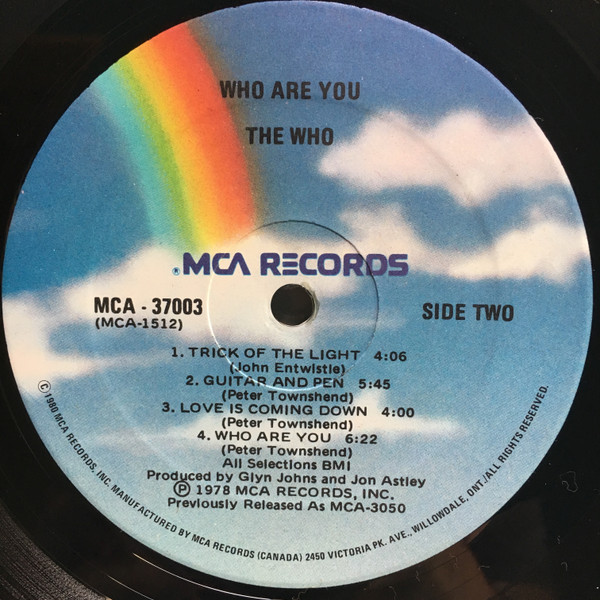 WHO ARE YOU
THE WHO
® MCA RECORDS
MCA - 37003
(MCA-1512)
SIDE TWO
1. TRICK OF THE LIGHT 4:06
(John Entwistle)
2. GUITAR AND PEN 5:45
(Peter Townshend)
3. LOVE IS COMING DOWN 4:00
(Peter Townshend)
4. WHO ARE YOU 6:22
(Peter Townshend)
All Selections BMI
Produced by Glyn Johns and Jon Astley
℗ 1978 MCA RECORDS, INC.
Previously Released As MCA-3050
© 1980 MCA RECORDS, INC. MANUFACTURED BY MCA RECORDS (CANADA) 2450 VICTORIA PK. AVE., WILLOWDALE, ONT./ALL RIGHTS RESERVED.